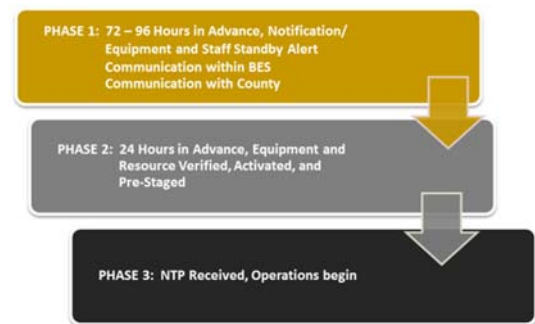 PHASE 1: 72 – 96 Hours in Advance, Notification/
Equipment and Staff Standby Alert
Communication within BES
Communication with County
PHASE 2: 24 Hours in Advance, Equipment and
Resource Verified, Activated, and
Pre-Staged
PHASE 3: NTP Received, Operations begin